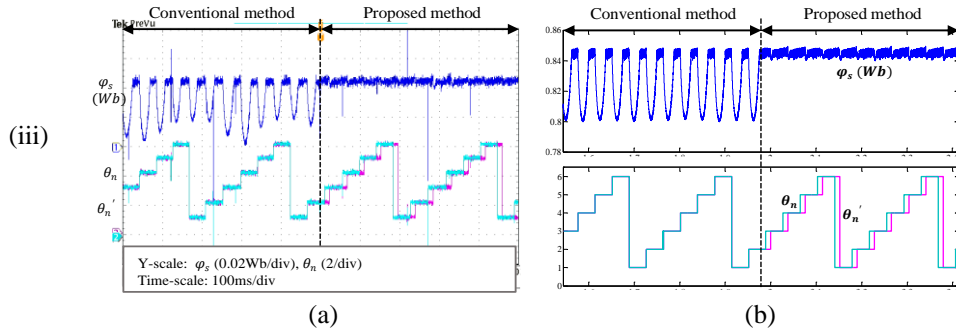 Conventional method
Proposed method
Tek PreVu
φs
(Wb)
1
θn
θn′
Y-scale: φs (0.02Wb/div), θn (2/div)
Time-scale: 100ms/div
(iii)
(a)
Conventional method
Proposed method
0.86
0.84
0.82
0.8
φs (Wb)
6
5
4
3
2
1
0
θn
θn′
(b)